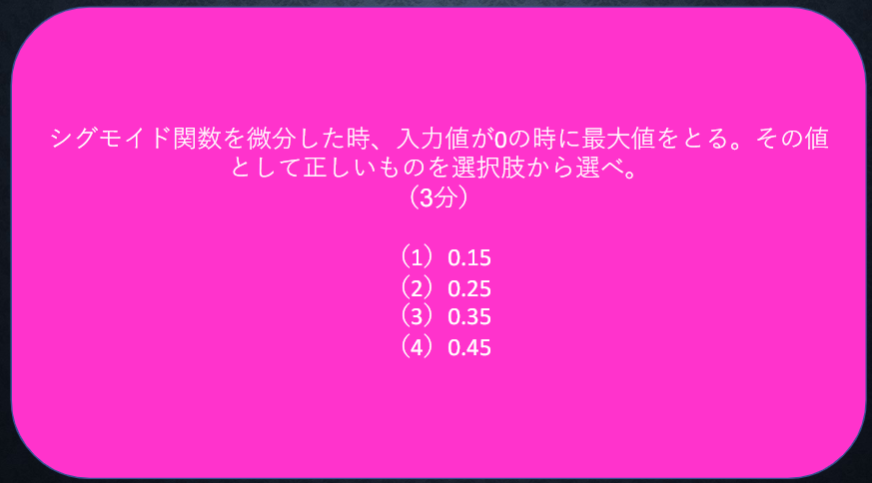 シグモイド関数を微分した時、入力値が0の時に最大値をとる。その値
として正しいものを選択肢から選べ。
（3分）
（1）0.15
（2）0.25
（3）0.35
（4）0.45